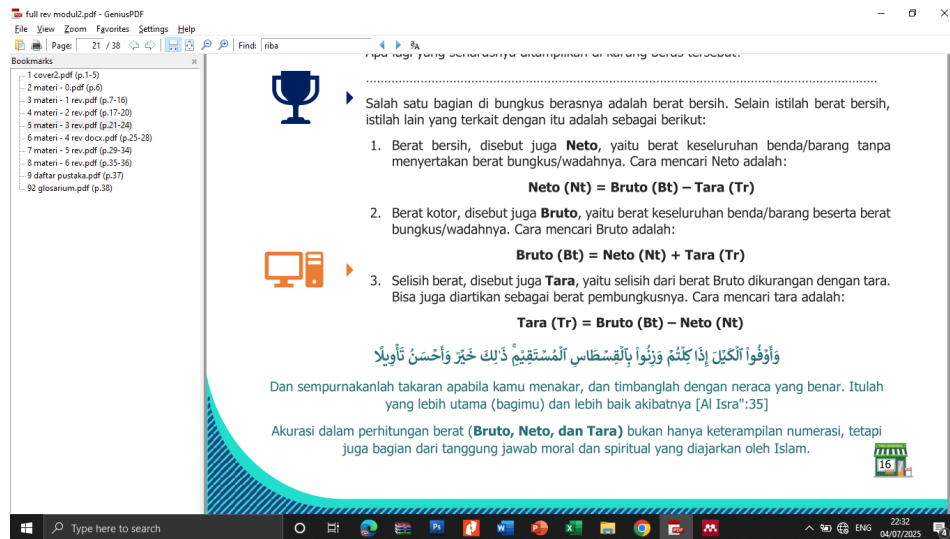 full rev modul2.pdf - GeniusPDF
File View Zoom Favorites Settings Help
Page: 21 / 38 Find: riba
Bookmarks
1 cover2.pdf (p.1-5)
2 materi - 0.pdf (p.6)
3 materi - 1 rev.pdf (p.7-16)
4 materi - 2 rev.pdf (p.17-20)
5 materi - 3 rev.pdf (p.21-24)
6 materi - 4 rev docx.pdf (p.25-28)
7 materi - 5 rev.pdf (p.29-34)
8 materi - 6 rev.pdf (p.35-36)
9 daftar pustaka.pdf (p.37)
92 glosarium.pdf (p.38)
Salah satu bagian di bungkus berasnya adalah berat bersih. Selain istilah berat bersih,
istilah lain yang terkait dengan itu adalah sebagai berikut:
1. Berat bersih, disebut juga Neto, yaitu berat keseluruhan benda/barang tanpa
menyertakan berat bungkus/wadahnya. Cara mencari Neto adalah:
Neto (Nt) = Bruto (Bt) – Tara (Tr)
2. Berat kotor, disebut juga Bruto, yaitu berat keseluruhan benda/barang beserta berat
bungkus/wadahnya. Cara mencari Bruto adalah:
Bruto (Bt) = Neto (Nt) + Tara (Tr)
3. Selisih berat, disebut juga Tara, yaitu selisih dari berat Bruto dikurangan dengan tara.
Bisa juga diartikan sebagai berat pembungkusnya. Cara mencari tara adalah:
Tara (Tr) = Bruto (Bt) – Neto (Nt)
وَأَوْفُوا۟ ٱلْكَيْلَ إِذَا كِلْتُمْ وَزِنُوا۟ بِٱلْقِسْطَاسِ ٱلْمُسْتَقِيْمِۚ ذَٰلِكَ خَيْرٌ وَأَحْسَنُ تَأْوِيلًا
Dan sempurnakanlah takaran apabila kamu menakar, dan timbanglah dengan neraca yang benar. Itulah
yang lebih utama (bagimu) dan lebih baik akibatnya [Al Isra":35]
Akurasi dalam perhitungan berat (Bruto, Neto, dan Tara) bukan hanya keterampilan numerasi, tetapi
juga bagian dari tanggung jawab moral dan spiritual yang diajarkan oleh Islam.
16
Type here to search
ENG
22:32
04/07/2025
4